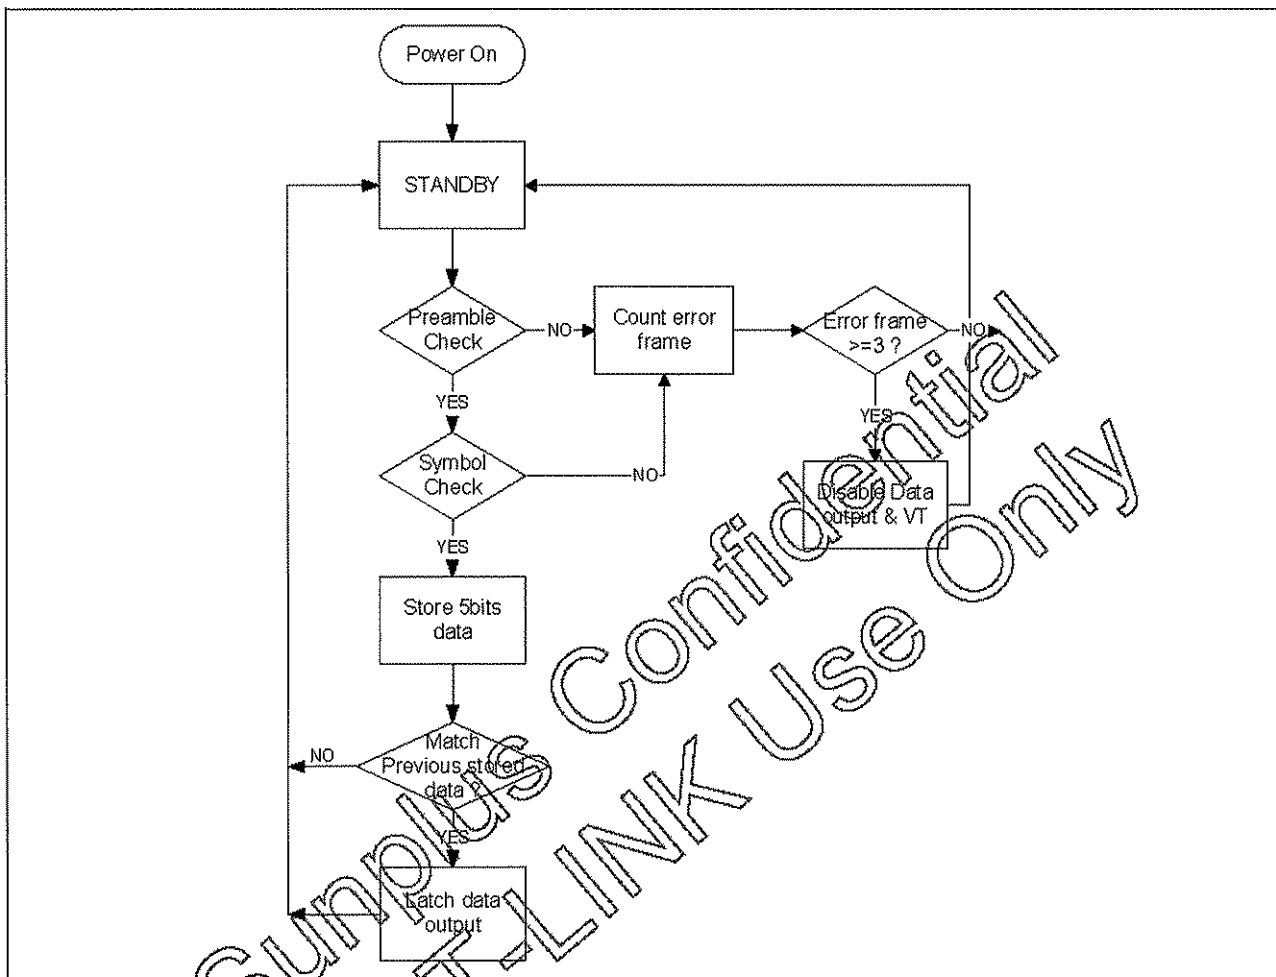 Power On
STANDBY
Preamble
Check
NO
Count error
frame
Error frame
>=3 ?
NO
YES
YES
Symbol
Check
NO
Disable Data
output & VT
YES
Store 5bits
data
Match
Previous stored
data ?
NO
YES
Latch data
output
Sunplus Confidential
T-LINK Use Only